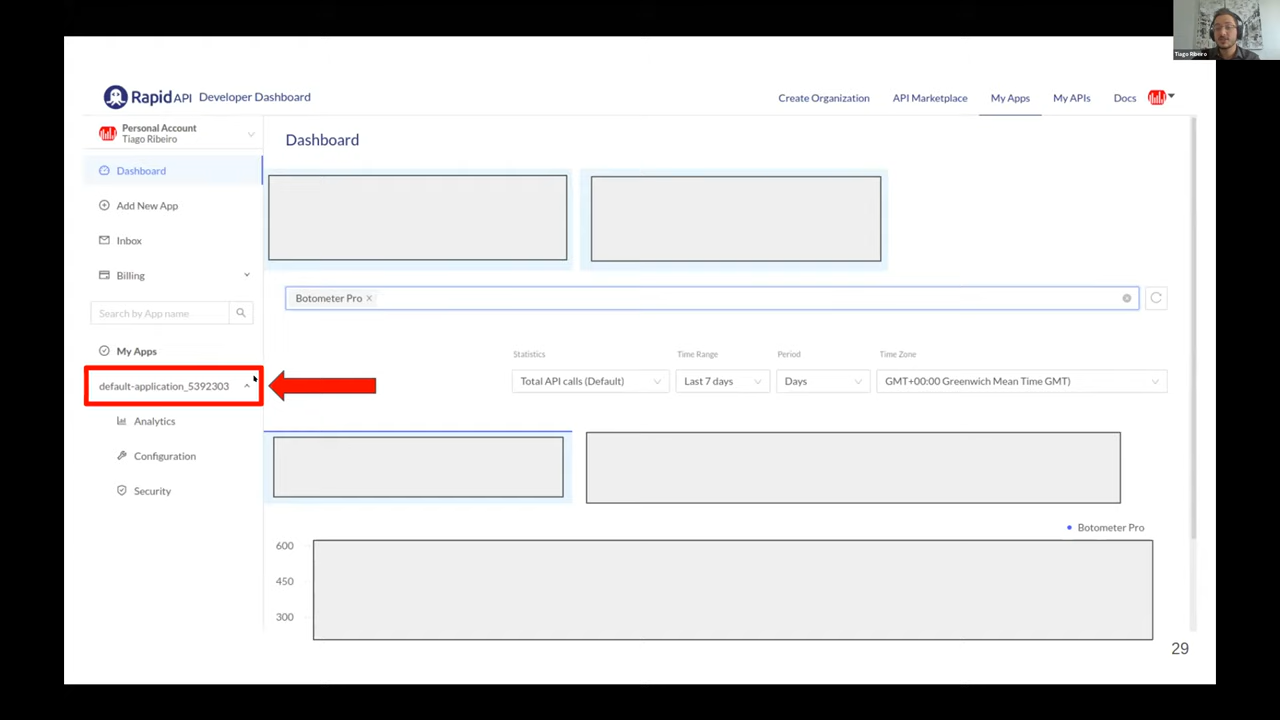 Tiago Ribeiro
Rapid API Developer Dashboard
Create Organization API Marketplace My Apps My APIs Docs
Personal Account
Tiago Ribeiro
Dashboard
Dashboard
Add New App
Inbox
Billing
Botometer Pro ×
Search by App name
My Apps
Statistics Time Range Period Time Zone
default-application_5392303
Total API calls (Default) Last 7 days Days GMT+00:00 Greenwich Mean Time GMT)
Analytics
Configuration
Security
Botometer Pro
600
450
300
29